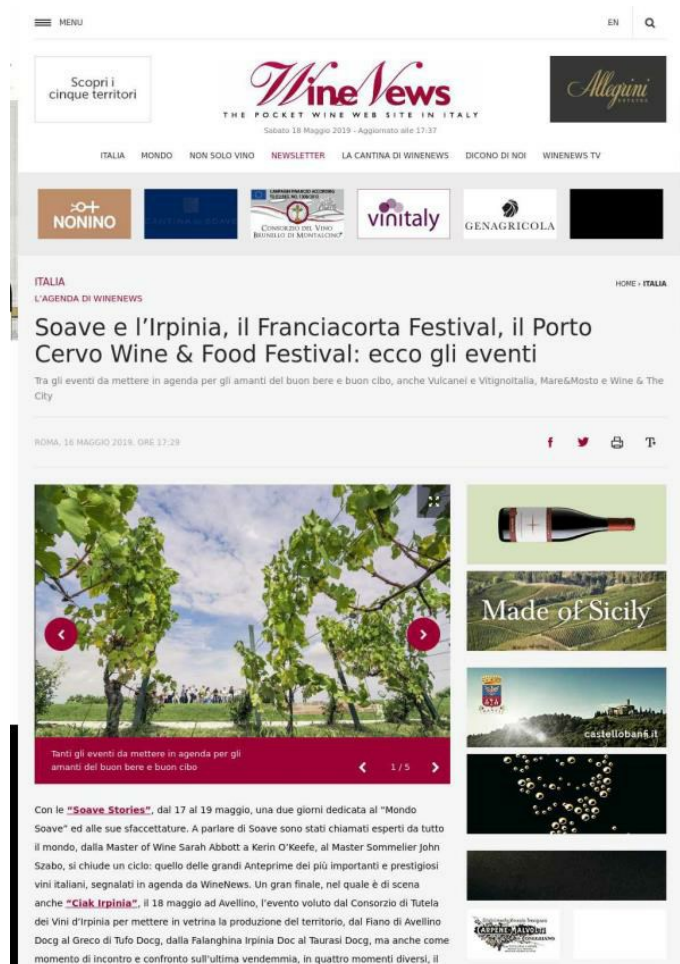 MENU
EN
Scopri i
cinque territori
WineNews
THE POCKET WINE WEB SITE IN ITALY
Sabato 18 Maggio 2019 - Aggiornato alle 17:37
Allegrini
ESTATES
ITALIA MONDO NON SOLO VINO NEWSLETTER LA CANTINA DI WINENEWS DICONO DI NOI WINENEWS TV
NONINO
CANTINA DI SOAVE
CONSORZIO DEL VINO
BRUNELLO DI MONTALCINO®
vinitaly
GENAGRICOLA
ITALIA
HOME › ITALIA
L'AGENDA DI WINENEWS
Soave e l’Irpinia, il Franciacorta Festival, il Porto
Cervo Wine & Food Festival: ecco gli eventi
Tra gli eventi da mettere in agenda per gli amanti del buon bere e buon cibo, anche Vulcanei e VitignoItalia, Mare&Mosto e Wine & The
City
ROMA, 16 MAGGIO 2019, ORE 17:29
Made of Sicily
castellobanfi.it
Tanti gli eventi da mettere in agenda per gli
amanti del buon bere e buon cibo
1 / 5
Con le "Soave Stories", dal 17 al 19 maggio, una due giorni dedicata al “Mondo
Soave” ed alle sue sfaccettature. A parlare di Soave sono stati chiamati esperti da tutto
il mondo, dalla Master of Wine Sarah Abbott a Kerin O’Keefe, al Master Sommelier John
Szabo, si chiude un ciclo: quello delle grandi Anteprime dei più importanti e prestigiosi
vini italiani, segnalati in agenda da WineNews. Un gran finale, nel quale è di scena
anche "Ciak Irpinia", il 18 maggio ad Avellino, l’evento voluto dal Consorzio di Tutela
dei Vini d’Irpinia per mettere in vetrina la produzione del territorio, dal Fiano di Avellino
Docg al Greco di Tufo Docg, dalla Falanghina Irpinia Doc al Taurasi Docg, ma anche come
momento di incontro e confronto sull’ultima vendemmia, in quattro momenti diversi, il
CARPENÈ MALVOLTI